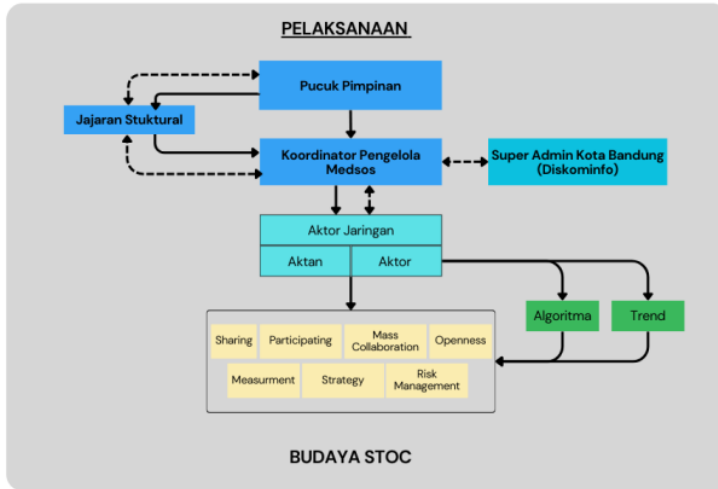 PELAKSANAAN
Pucuk Pimpinan
Jajaran Stuktural
Koordinator Pengelola
Medsos
Super Admin Kota Bandung
(Diskominfo)
Aktor Jaringan
Aktan
Aktor
Algoritma
Trend
Sharing
Participating
Mass
Collaboration
Openness
Measurment
Strategy
Risk
Management
BUDAYA STOC